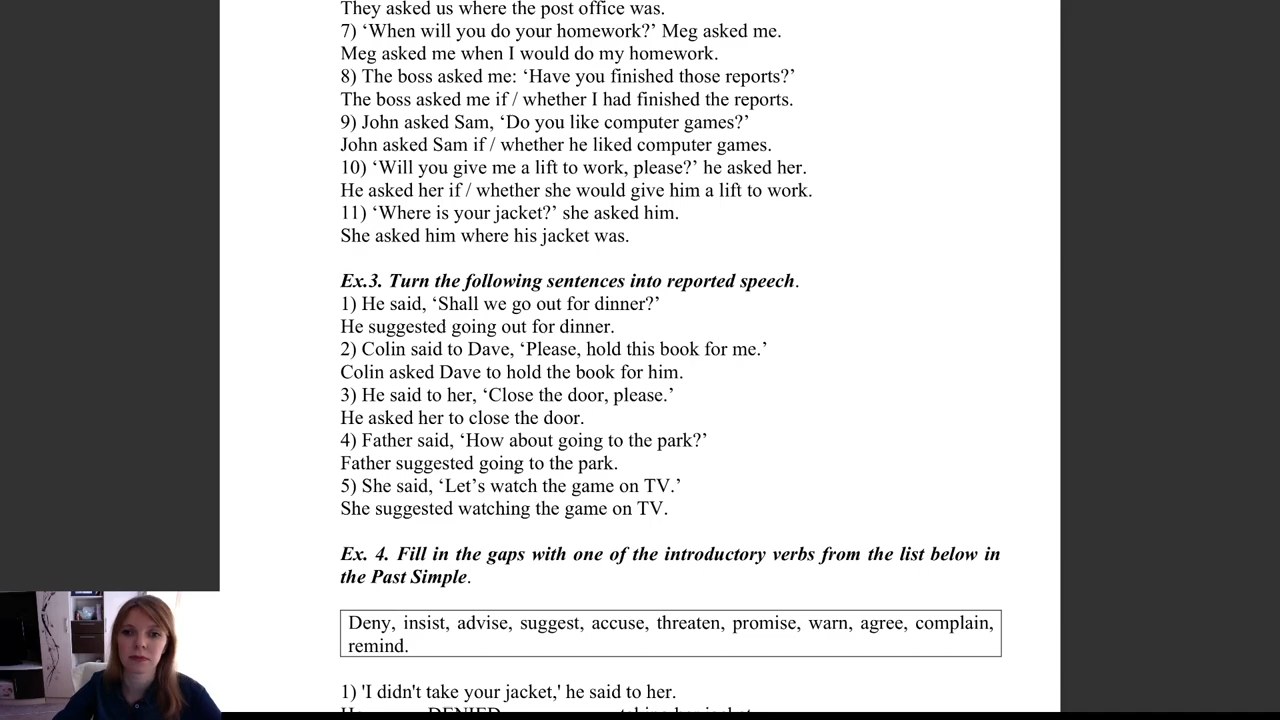 They asked us where the post office was.
7) ‘When will you do your homework?’ Meg asked me.
Meg asked me when I would do my homework.
8) The boss asked me: ‘Have you finished those reports?’
The boss asked me if / whether I had finished the reports.
9) John asked Sam, ‘Do you like computer games?’
John asked Sam if / whether he liked computer games.
10) ‘Will you give me a lift to work, please?’ he asked her.
He asked her if / whether she would give him a lift to work.
11) ‘Where is your jacket?’ she asked him.
She asked him where his jacket was.
Ex.3. Turn the following sentences into reported speech.
1) He said, ‘Shall we go out for dinner?’
He suggested going out for dinner.
2) Colin said to Dave, ‘Please, hold this book for me.’
Colin asked Dave to hold the book for him.
3) He said to her, ‘Close the door, please.’
He asked her to close the door.
4) Father said, ‘How about going to the park?’
Father suggested going to the park.
5) She said, ‘Let’s watch the game on TV.’
She suggested watching the game on TV.
Ex. 4. Fill in the gaps with one of the introductory verbs from the list below in
the Past Simple.
Deny, insist, advise, suggest, accuse, threaten, promise, warn, agree, complain,
remind.
1) 'I didn't take your jacket,' he said to her.
He DENIED taking her jacket